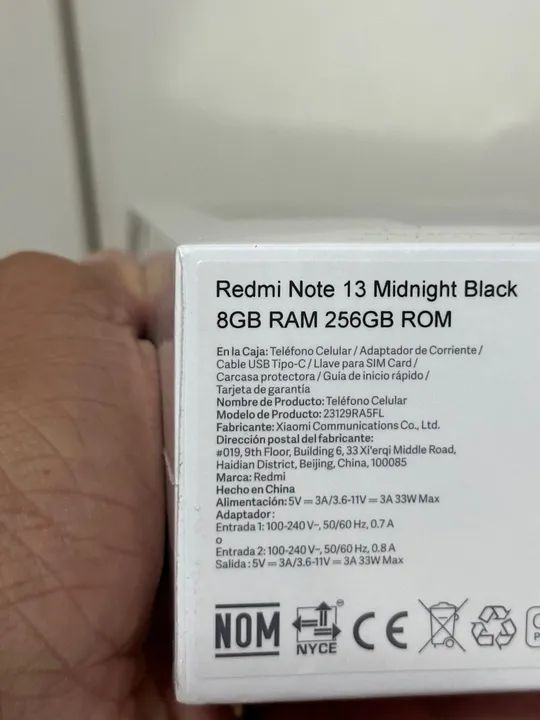 Redmi Note 13 Midnight Black
8GB RAM 256GB ROM
En la Caja: Teléfono Celular / Adaptador de Corriente /
Cable USB Tipo-C / Llave para SIM Card /
Carcasa protectora / Guía de inicio rápido /
Tarjeta de garantía
Nombre de Producto: Teléfono Celular
Modelo de Producto: 23129RA5FL
Fabricante: Xiaomi Communications Co., Ltd.
Dirección postal del fabricante:
#019, 9th Floor, Building 6, 33 Xi'erqi Middle Road,
Haidian District, Beijing, China, 100085
Marca: Redmi
Hecho en China
Alimentación: 5V ⎓ 3A/3.6-11V ⎓ 3A 33W Max
Adaptador:
Entrada 1: 100-240 V~, 50/60 Hz, 0.7 A
o
Entrada 2: 100-240 V~, 50/60 Hz, 0.8 A
Salida : 5V ⎓ 3A/3.6-11V ⎓ 3A 33W Max
NOM NYCE CE